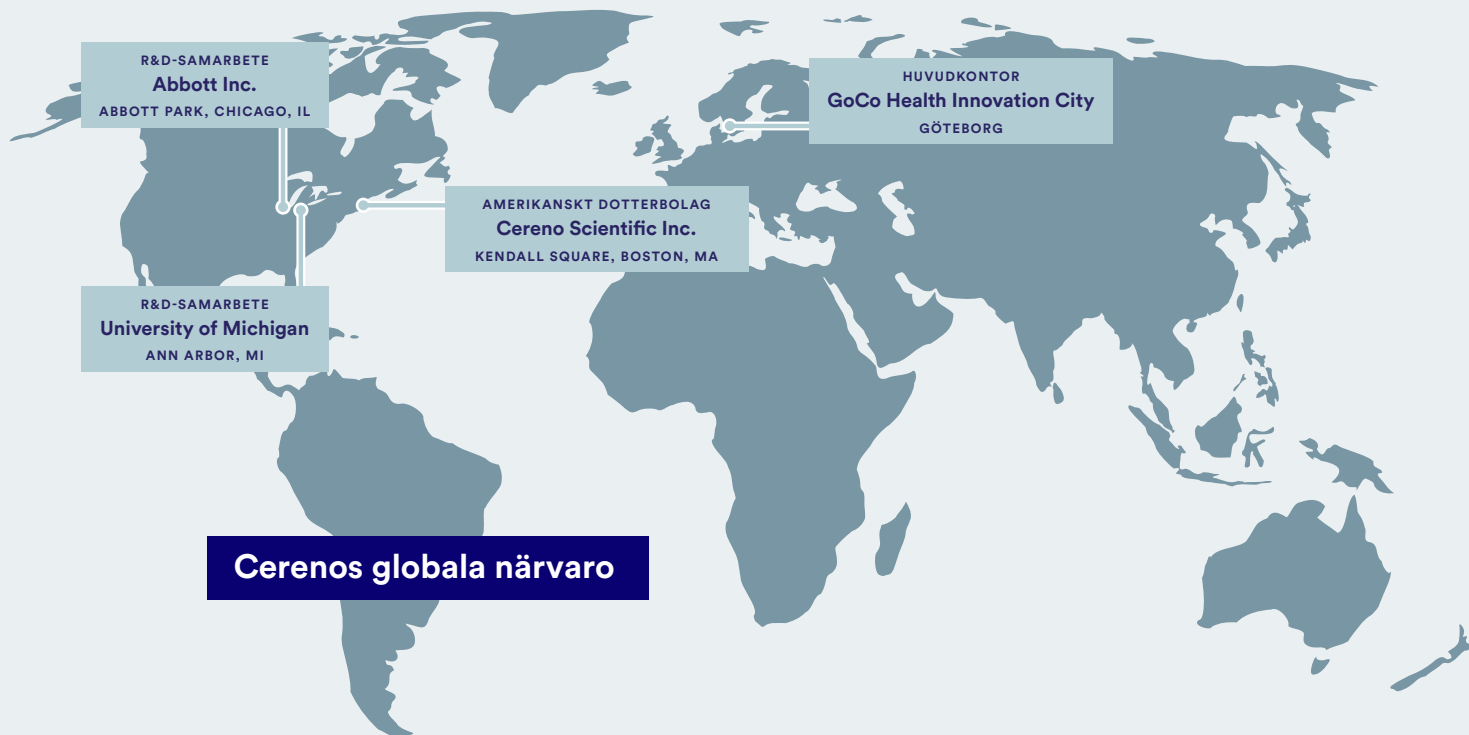 R&D-SAMARBETE
Abbott Inc.
ABBOTT PARK, CHICAGO, IL
HUVUDKONTOR
GoCo Health Innovation City
GÖTEBORG
AMERIKANSKT DOTTERBOLAG
Cereno Scientific Inc.
KENDALL SQUARE, BOSTON, MA
R&D-SAMARBETE
University of Michigan
ANN ARBOR, MI
Cerenos globala närvaro